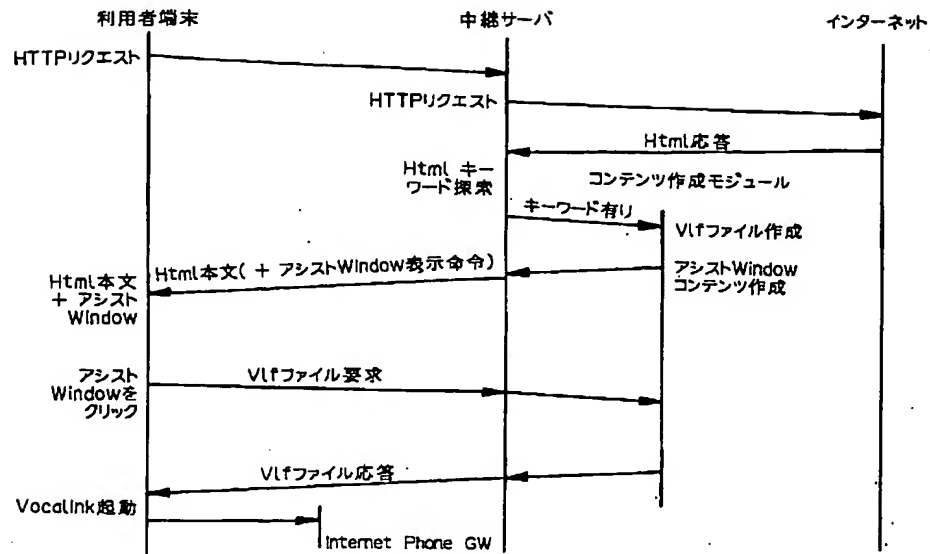 利用者端末
中継サーバ
インターネット
HTTPリクエスト
HTTPリクエスト
Html応答
Html キー
ワード探索
コンテンツ作成モジュール
キーワード有り
Vlfファイル作成
Html本文( + アシストWindow表示命令)
アシストWindow
コンテンツ作成
Html本文
+ アシスト
Window
アシスト
Windowを
クリック
Vlfファイル要求
Vlfファイル応答
Vocalink起動
Internet Phone GW